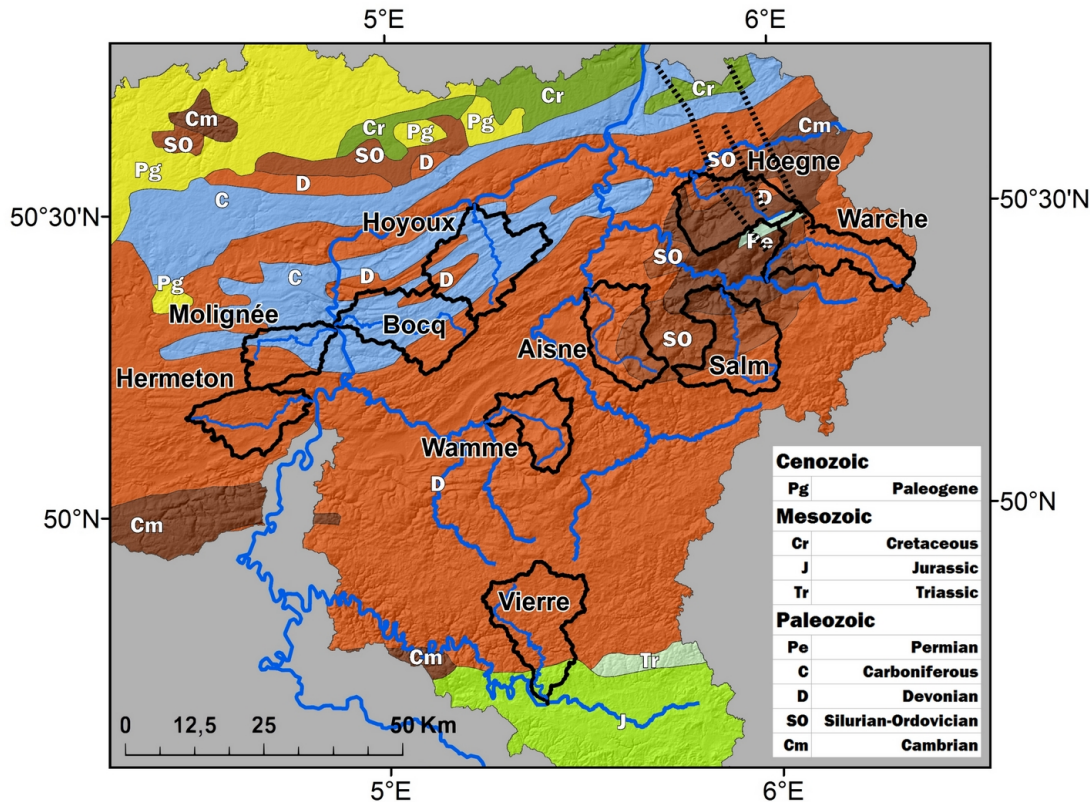 5°E 6°E
Cr
Cr
Cm
Cm
Pg
Pg
Cr
SO
SO
D
SO
Hoegne
Pg
D
D
C
50°30'N
50°30'N
Hoyoux
Warche
Pe
SO
C
D
D
Pg
Molignée
Bocq
SO
Aisne
Salm
Hermeton
Wamme
D
Cm
50°N
50°N
Vierre
Cm
Tr
J
0 12,5 25 50 Km
Cenozoic
Pg Paleogene
Mesozoic
Cr Cretaceous
J Jurassic
Tr Triassic
Paleozoic
Pe Permian
C Carboniferous
D Devonian
SO Silurian-Ordovician
Cm Cambrian
5°E 6°E